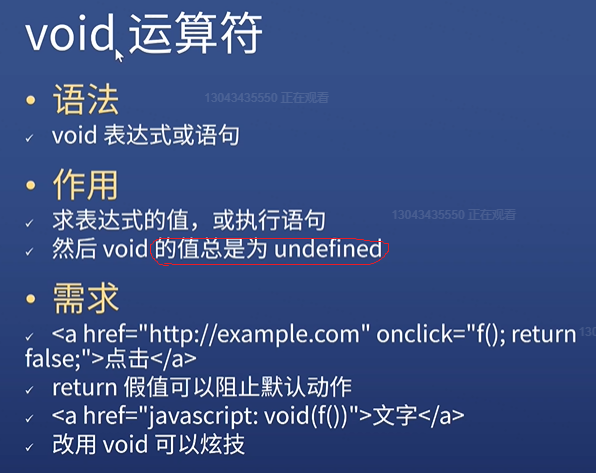 void 运算符
• 语法
13043435550 正在观看
✓ void 表达式或语句
• 作用
✓ 求表达式的值，或执行语句
13043435550 正在观看
✓ 然后 void 的值总是为 undefined
• 需求
✓ <a href="http://example.com" onclick="f(); return
130
false;">点击</a>
✓ return 假值可以阻止默认动作
✓ <a href="javascript: void(f())">文字</a>
✓ 改用 void 可以炫技